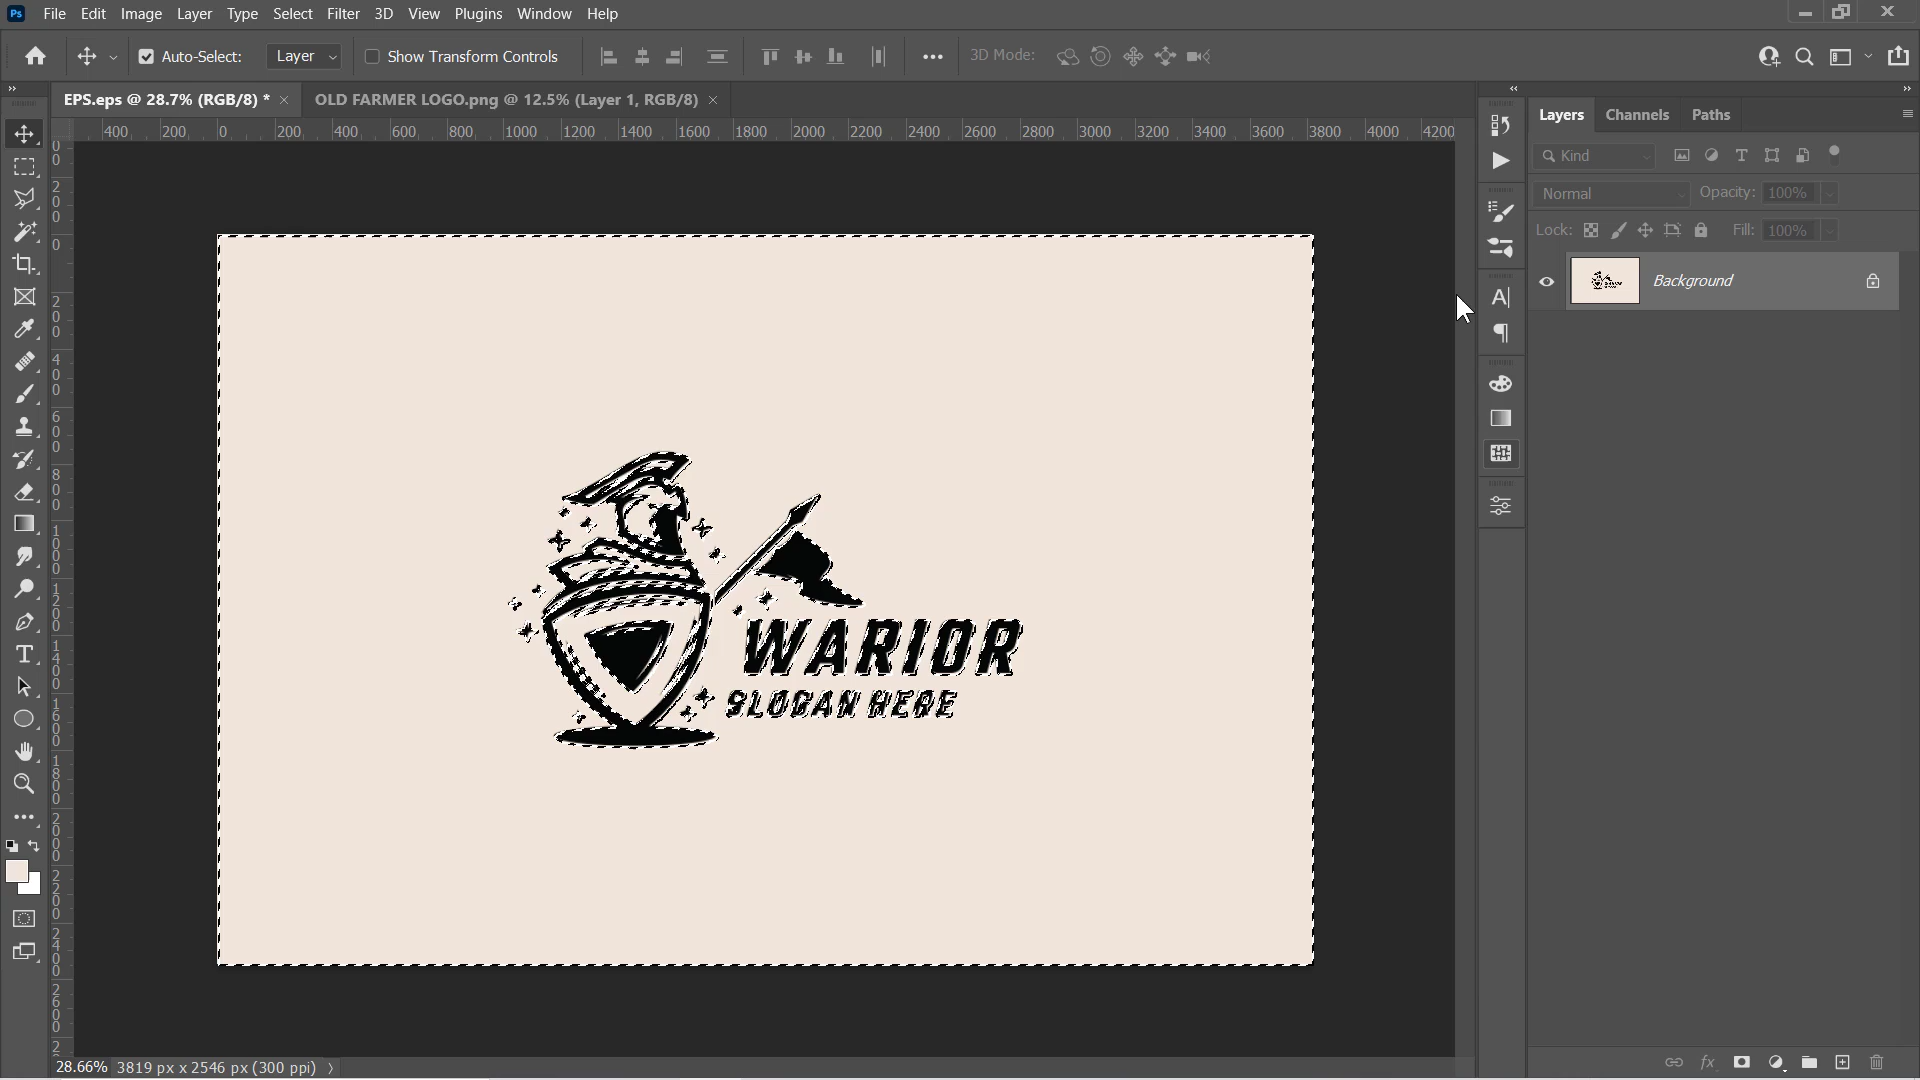 Ps File Edit Image Layer Type Select Filter 3D View Plugins Window Help
Auto-Select: Layer Show Transform Controls 3D Mode:
EPS.eps @ 28.7% (RGB/8) * OLD FARMER LOGO.png @ 12.5% (Layer 1, RGB/8)
400 200 0 200 400 600 800 1000 1200 1400 1600 1800 2000 2200 2400 2600 2800 3000 3200 3400 3600 3800 4000 4200
Layers Channels Paths
Kind
Normal Opacity: 100%
Lock: Fill: 100%
Background
WARIOR
SLOGAN HERE
28.66% 3819 px x 2546 px (300 ppi)